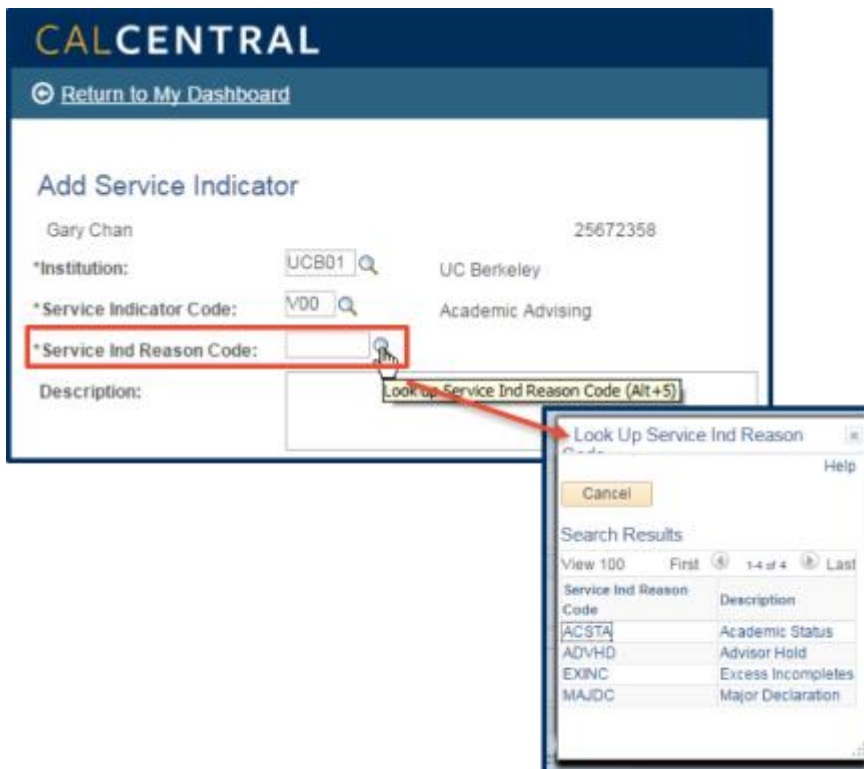 CALCENTRAL
Return to My Dashboard
Add Service Indicator
Gary Chan 25672358
*Institution: UCB01 UC Berkeley
*Service Indicator Code: V00 Academic Advising
*Service Ind Reason Code:
Look up Service Ind Reason Code (Alt+5)
Description:
Look Up Service Ind Reason
Help
Cancel
Search Results
View 100 First 1-4 of 4 Last
Service Ind Reason Code Description
ACSTA Academic Status
ADVHD Advisor Hold
EXINC Excess Incompletes
MAJDC Major Declaration